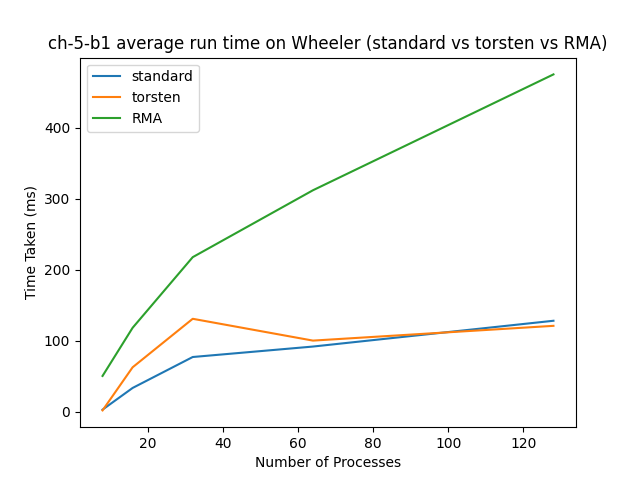 ch-5-b1 average run time on Wheeler (standard vs torsten vs RMA)
standard
torsten
RMA
Time Taken (ms)
400
300
200
100
0
20
40
60
80
100
120
Number of Processes